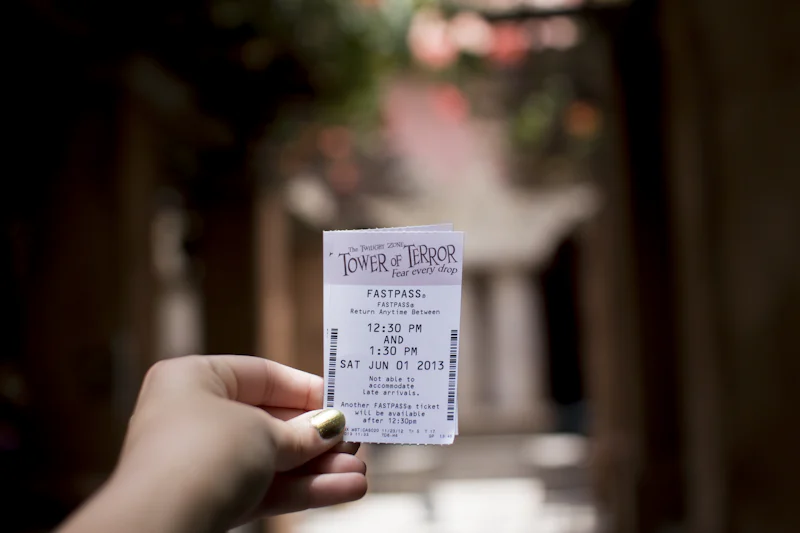 The Twilight Zone
TOWER OF TERROR
Fear every drop
FASTPASS®
FASTPASS®
Return Anytime Between
12:30 PM
AND
1:30 PM
SAT JUN 01 2013
Not able to
accommodate
late arrivals.
Another FASTPASS® ticket
will be available
after 12:30pm